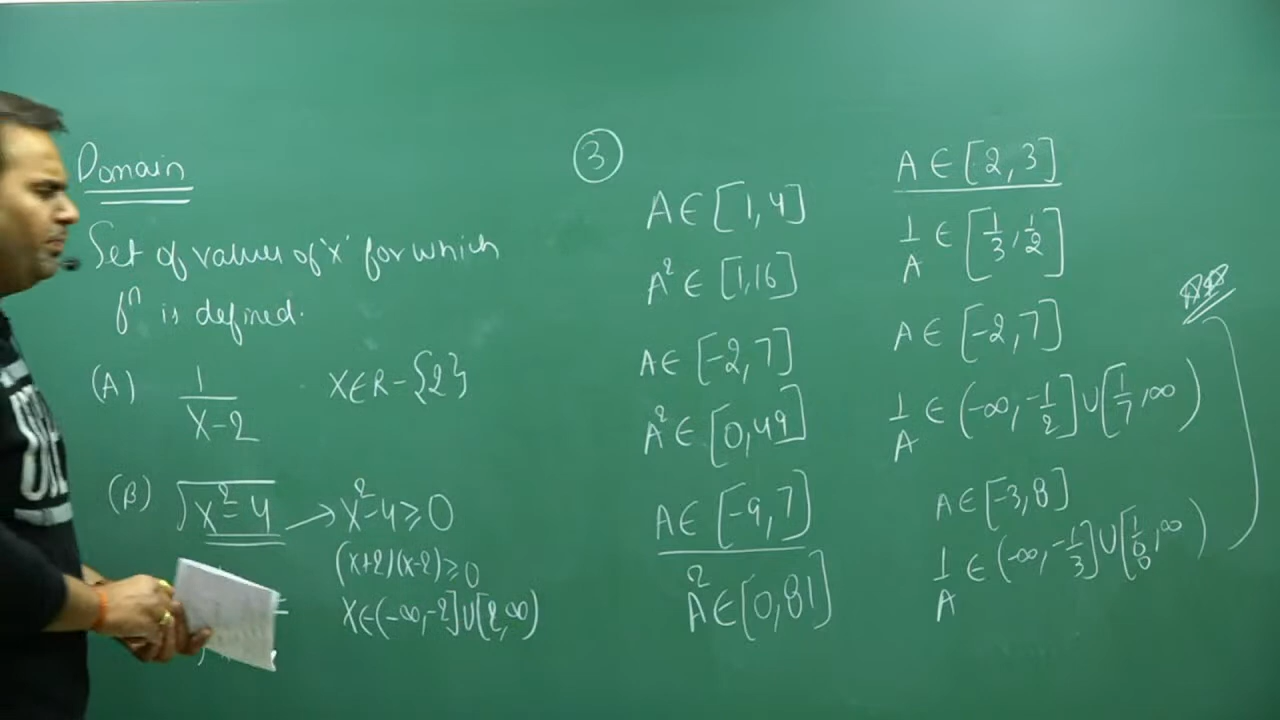 Domain
Set of values of 'x' for which
fⁿ is defined.
(A) 1/(x-2) x∈R-{2}
(B) √(x²-4) → x²-4≥0
(x+2)(x-2)≥0
x∈(-∞,-2]∪[2,∞)
③
A∈[1,4]
A²∈[1,16]
A∈[-2,7]
A²∈[0,49]
A∈[-9,7]
A²∈[0,81]
A∈[2,3]
1/A ∈ [1/3, 1/2]
A∈[-2,7]
1/A ∈ (-∞, -1/2] ∪ [1/7, ∞)
A∈[-3,8]
1/A ∈ (-∞, -1/3] ∪ [1/8, ∞)